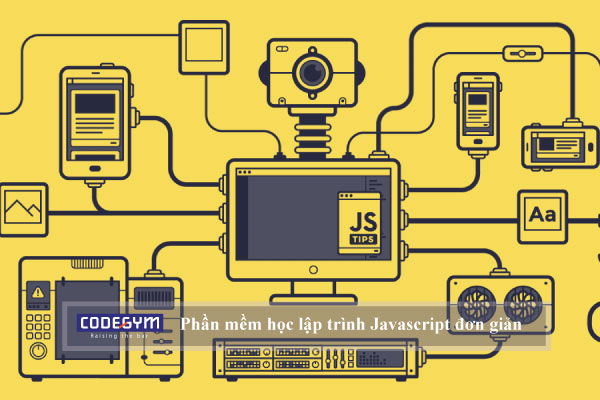 JS
TIPS
Aa
CODEGYM
Raising the bar
Phần mềm học lập trình Javascript đơn giản